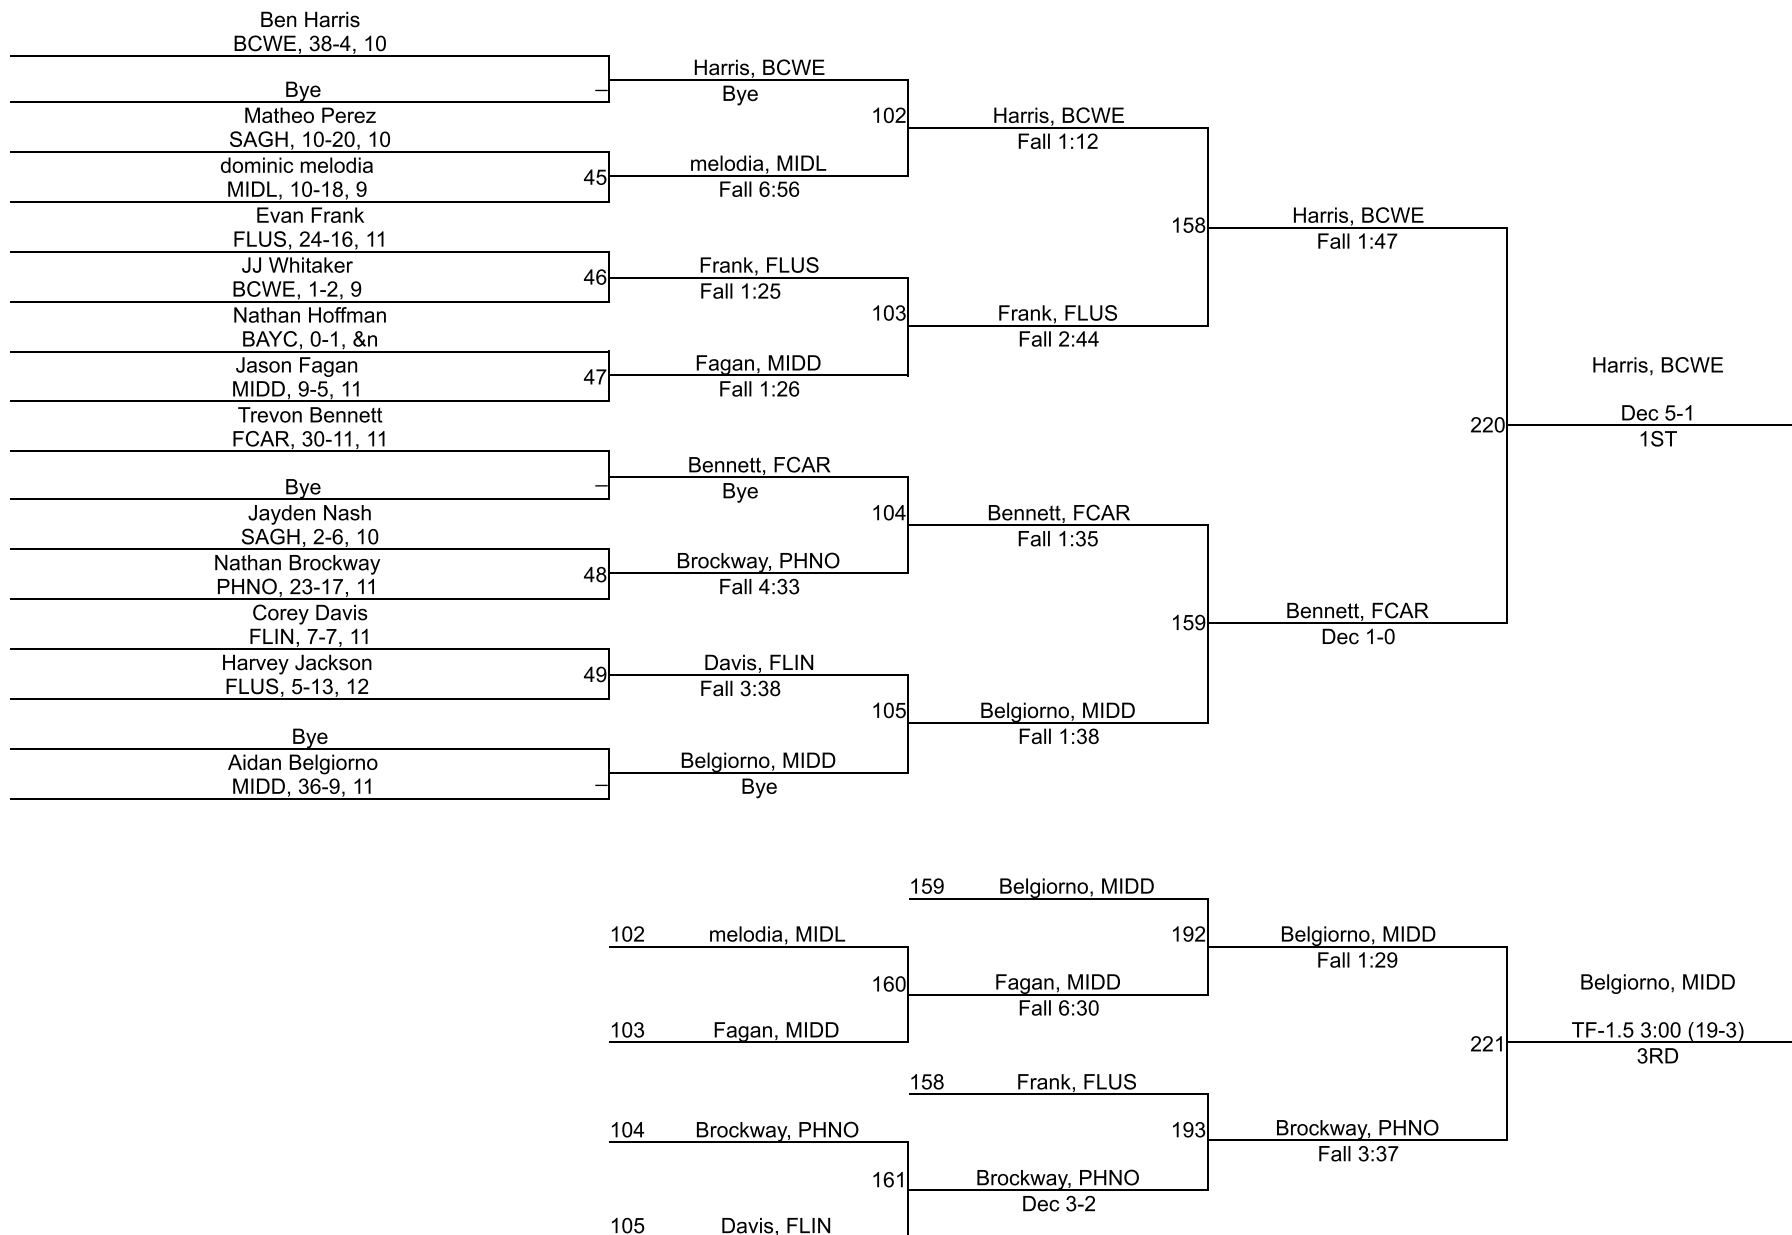 Ben Harris
BCWE, 38-4, 10
Bye
–
Matheo Perez
SAGH, 10-20, 10
dominic melodia
MIDL, 10-18, 9
45
Evan Frank
FLUS, 24-16, 11
JJ Whitaker
BCWE, 1-2, 9
46
Nathan Hoffman
BAYC, 0-1, &n
Jason Fagan
MIDD, 9-5, 11
47
Trevon Bennett
FCAR, 30-11, 11
Bye
–
Jayden Nash
SAGH, 2-6, 10
Nathan Brockway
PHNO, 23-17, 11
48
Corey Davis
FLIN, 7-7, 11
Harvey Jackson
FLUS, 5-13, 12
49
Bye
Aidan Belgiorno
MIDD, 36-9, 11
–
Harris, BCWE
Bye
102
melodia, MIDL
Fall 6:56
Frank, FLUS
Fall 1:25
103
Fagan, MIDD
Fall 1:26
Bennett, FCAR
Bye
104
Brockway, PHNO
Fall 4:33
Davis, FLIN
Fall 3:38
105
Belgiorno, MIDD
Bye
Harris, BCWE
Fall 1:12
158
Frank, FLUS
Fall 2:44
Bennett, FCAR
Fall 1:35
159
Belgiorno, MIDD
Fall 1:38
Harris, BCWE
Fall 1:47
220
Bennett, FCAR
Dec 1-0
Harris, BCWE
Dec 5-1
1ST
159 Belgiorno, MIDD
102 melodia, MIDL
192
160
Fagan, MIDD
Fall 6:30
103 Fagan, MIDD
158 Frank, FLUS
104 Brockway, PHNO
193
161
Brockway, PHNO
Dec 3-2
105 Davis, FLIN
Belgiorno, MIDD
Fall 1:29
221
Brockway, PHNO
Fall 3:37
Belgiorno, MIDD
TF-1.5 3:00 (19-3)
3RD